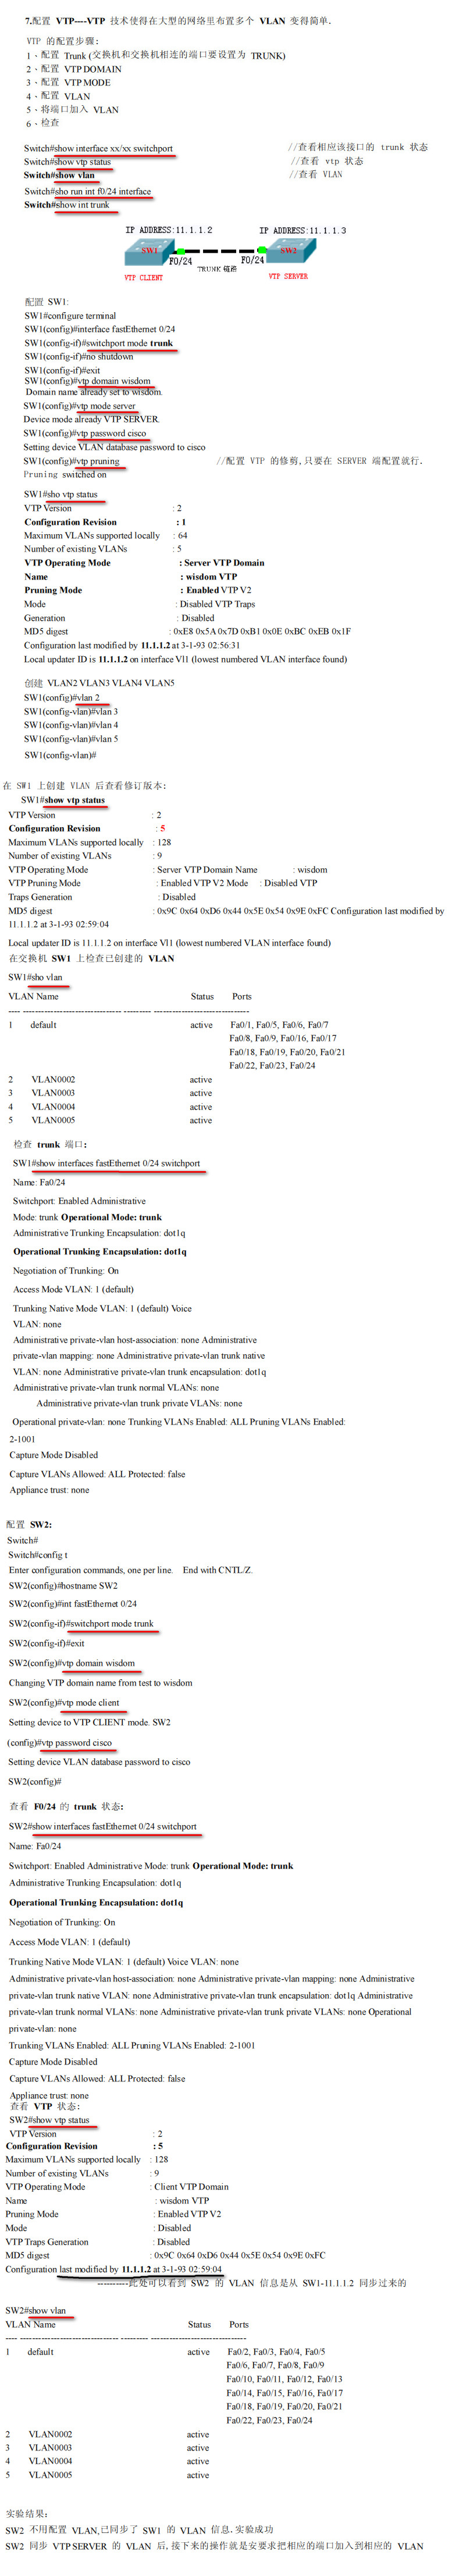 7.配置 VTP----VTP 技术使得在大型的网络里布置多个 VLAN 变得简单.
VTP 的配置步骤:
1、配置 Trunk (交换机和交换机相连的端口要设置为 TRUNK)
2、配置 VTP DOMAIN
3、配置 VTP MODE
4、配置 VLAN
5、将端口加入 VLAN
6、检查
Switch#show interface xx/xx switchport //查看相应该接口的 trunk 状态
Switch#show vtp status //查看 vtp 状态
Switch#show vlan //查看 VLAN
Switch#sho run int f0/24 interface
Switch#show int trunk
IP ADDRESS:11.1.1.2 IP ADDRESS:11.1.1.3
SW1 SW2
F0/24 F0/24
TRUNK 链路
VTP CLIENT VTP SERVER
配置 SW1:
SW1#configure terminal
SW1(config)#interface fastEthernet 0/24
SW1(config-if)#switchport mode trunk
SW1(config-if)#no shutdown
SW1(config-if)#exit
SW1(config)#vtp domain wisdom
Domain name already set to wisdom.
SW1(config)#vtp mode server
Device mode already VTP SERVER.
SW1(config)#vtp password cisco
Setting device VLAN database password to cisco
SW1(config)#vtp pruning //配置 VTP 的修剪,只要在 SERVER 端配置就行.
Pruning switched on
SW1#sho vtp status
VTP Version : 2
Configuration Revision : 1
Maximum VLANs supported locally : 64
Number of existing VLANs : 5
VTP Operating Mode : Server VTP Domain
Name : wisdom VTP
Pruning Mode : Enabled VTP V2
Mode : Disabled VTP Traps
Generation : Disabled
MD5 digest : 0xE8 0x5A 0x7D 0xB1 0x0E 0xBC 0xEB 0x1F
Configuration last modified by 11.1.1.2 at 3-1-93 02:56:31
Local updater ID is 11.1.1.2 on interface Vl1 (lowest numbered VLAN interface found)
创建 VLAN2 VLAN3 VLAN4 VLAN5
SW1(config)#vlan 2
SW1(config-vlan)#vlan 3
SW1(config-vlan)#vlan 4
SW1(config-vlan)#vlan 5
SW1(config-vlan)#
在 SW1 上创建 VLAN 后查看修订版本:
SW1#show vtp status
VTP Version : 2
Configuration Revision : 5
Maximum VLANs supported locally : 128
Number of existing VLANs : 9
VTP Operating Mode : Server VTP Domain Name : wisdom
VTP Pruning Mode : Enabled VTP V2 Mode : Disabled VTP
Traps Generation : Disabled
MD5 digest : 0x9C 0x64 0xD6 0x44 0x5E 0x54 0x9E 0xFC Configuration last modified by
11.1.1.2 at 3-1-93 02:59:04
Local updater ID is 11.1.1.2 on interface Vl1 (lowest numbered VLAN interface found)
在交换机 SW1 上检查已创建的 VLAN
SW1#sho vlan
VLAN Name Status Ports
---- -------------------------------- --------- -------------------------------
1 default active Fa0/1, Fa0/5, Fa0/6, Fa0/7
Fa0/8, Fa0/9, Fa0/16, Fa0/17
Fa0/18, Fa0/19, Fa0/20, Fa0/21
Fa0/22, Fa0/23, Fa0/24
2 VLAN0002 active
3 VLAN0003 active
4 VLAN0004 active
5 VLAN0005 active
检查 trunk 端口:
SW1#show interfaces fastEthernet 0/24 switchport
Name: Fa0/24
Switchport: Enabled Administrative
Mode: trunk Operational Mode: trunk
Administrative Trunking Encapsulation: dot1q
Operational Trunking Encapsulation: dot1q
Negotiation of Trunking: On
Access Mode VLAN: 1 (default)
Trunking Native Mode VLAN: 1 (default) Voice
VLAN: none
Administrative private-vlan host-association: none Administrative
private-vlan mapping: none Administrative private-vlan trunk native
VLAN: none Administrative private-vlan trunk encapsulation: dot1q
Administrative private-vlan trunk normal VLANs: none
Administrative private-vlan trunk private VLANs: none
Operational private-vlan: none Trunking VLANs Enabled: ALL Pruning VLANs Enabled:
2-1001
Capture Mode Disabled
Capture VLANs Allowed: ALL Protected: false
Appliance trust: none
配置 SW2:
Switch#
Switch#config t
Enter configuration commands, one per line. End with CNTL/Z.
SW2(config)#hostname SW2
SW2(config)#int fastEthernet 0/24
SW2(config-if)#switchport mode trunk
SW2(config-if)#exit
SW2(config)#vtp domain wisdom
Changing VTP domain name from test to wisdom
SW2(config)#vtp mode client
Setting device to VTP CLIENT mode. SW2
(config)#vtp password cisco
Setting device VLAN database password to cisco
SW2(config)#
查看 F0/24 的 trunk 状态:
SW2#show interfaces fastEthernet 0/24 switchport
Name: Fa0/24
Switchport: Enabled Administrative Mode: trunk Operational Mode: trunk
Administrative Trunking Encapsulation: dot1q
Operational Trunking Encapsulation: dot1q
Negotiation of Trunking: On
Access Mode VLAN: 1 (default)
Trunking Native Mode VLAN: 1 (default) Voice VLAN: none
Administrative private-vlan host-association: none Administrative private-vlan mapping: none Administrative
private-vlan trunk native VLAN: none Administrative private-vlan trunk encapsulation: dot1q Administrative
private-vlan trunk normal VLANs: none Administrative private-vlan trunk private VLANs: none Operational
private-vlan: none
Trunking VLANs Enabled: ALL Pruning VLANs Enabled: 2-1001
Capture Mode Disabled
Capture VLANs Allowed: ALL Protected: false
Appliance trust: none
查看 VTP 状态:
SW2#show vtp status
VTP Version : 2
Configuration Revision : 5
Maximum VLANs supported locally : 128
Number of existing VLANs : 9
VTP Operating Mode : Client VTP Domain
Name : wisdom VTP
Pruning Mode : Enabled VTP V2
Mode : Disabled
VTP Traps Generation : Disabled
MD5 digest : 0x9C 0x64 0xD6 0x44 0x5E 0x54 0x9E 0xFC
Configuration last modified by 11.1.1.2 at 3-1-93 02:59:04
----------此处可以看到 SW2 的 VLAN 信息是从 SW1-11.1.1.2 同步过来的
SW2#show vlan
VLAN Name Status Ports
---- -------------------------------- --------- -------------------------------
1 default active Fa0/2, Fa0/3, Fa0/4, Fa0/5
Fa0/6, Fa0/7, Fa0/8, Fa0/9
Fa0/10, Fa0/11, Fa0/12, Fa0/13
Fa0/14, Fa0/15, Fa0/16, Fa0/17
Fa0/18, Fa0/19, Fa0/20, Fa0/21
Fa0/22, Fa0/23, Fa0/24
2 VLAN0002 active
3 VLAN0003 active
4 VLAN0004 active
5 VLAN0005 active
实验结果:
SW2 不用配置 VLAN,已同步了 SW1 的 VLAN 信息.实验成功
SW2 同步 VTP SERVER 的 VLAN 后,接下来的操作就是安要求把相应的端口加入到相应的 VLAN